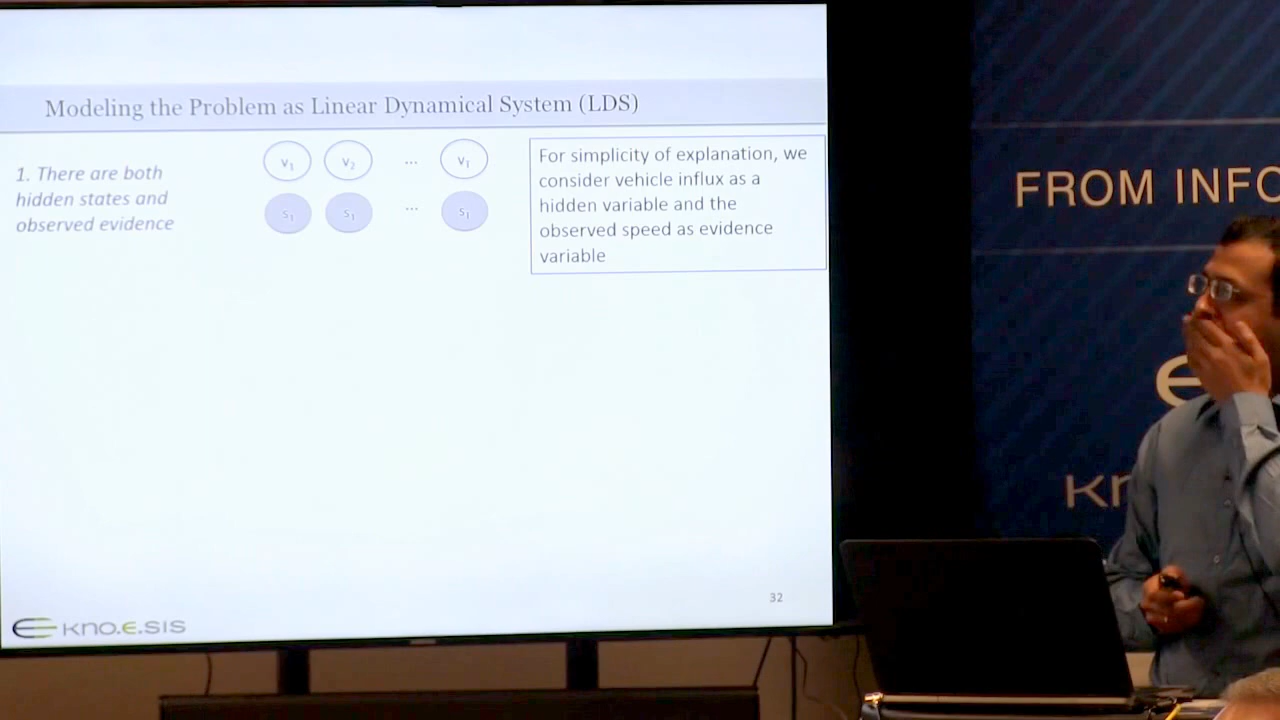 Modeling the Problem as Linear Dynamical System (LDS)
1. There are both
hidden states and
observed evidence
V1 V2 ... VT
S1 S1 ...
For simplicity of explanation, we
consider vehicle influx as a
hidden variable and the
observed speed as evidence
variable
32
KNO.E.SIS
FROM INFO
Kn